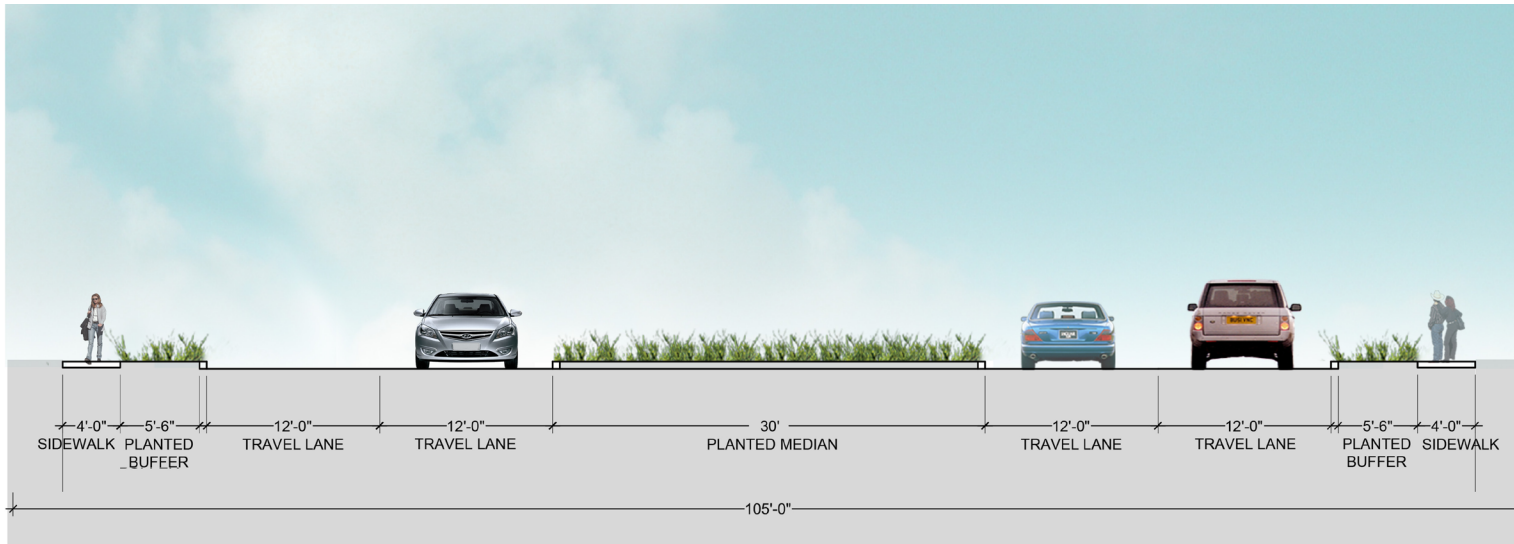 4'-0" 5'-6" 12'-0" 12'-0" 30' 12'-0" 12'-0" 5'-6" 4'-0"
SIDEWALK PLANTED TRAVEL LANE TRAVEL LANE PLANTED MEDIAN TRAVEL LANE TRAVEL LANE PLANTED SIDEWALK
BUFFER BUFFER
105'-0"